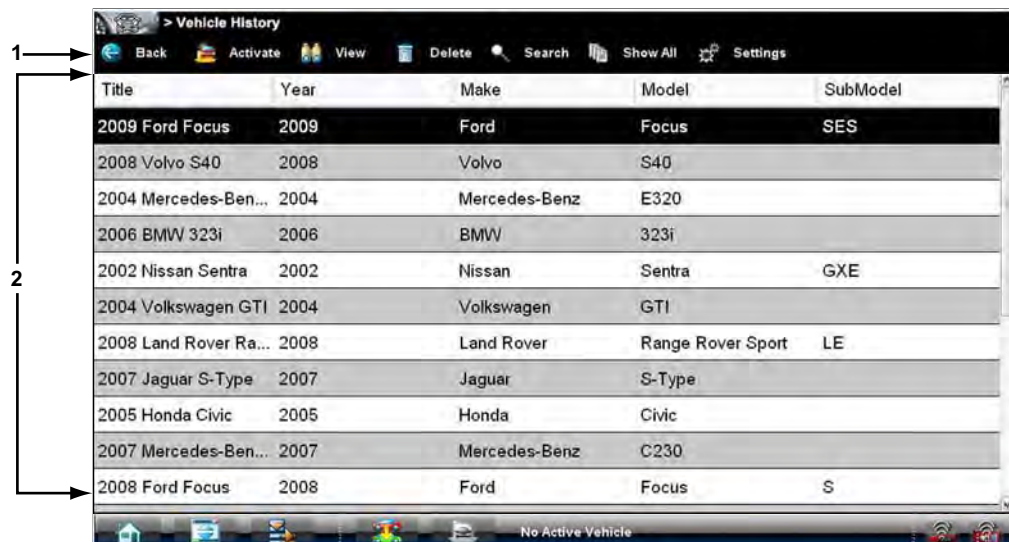 > Vehicle History
1
Back Activate View Delete Search Show All Settings
Title Year Make Model SubModel
2009 Ford Focus 2009 Ford Focus SES
2008 Volvo S40 2008 Volvo S40
2004 Mercedes-Ben... 2004 Mercedes-Benz E320
2006 BMW 323i 2006 BMW 323i
2002 Nissan Sentra 2002 Nissan Sentra GXE
2
2004 Volkswagen GTI 2004 Volkswagen GTI
2008 Land Rover Ra... 2008 Land Rover Range Rover Sport LE
2007 Jaguar S-Type 2007 Jaguar S-Type
2005 Honda Civic 2005 Honda Civic
2007 Mercedes-Ben... 2007 Mercedes-Benz C230
2008 Ford Focus 2008 Ford Focus S
No Active Vehicle